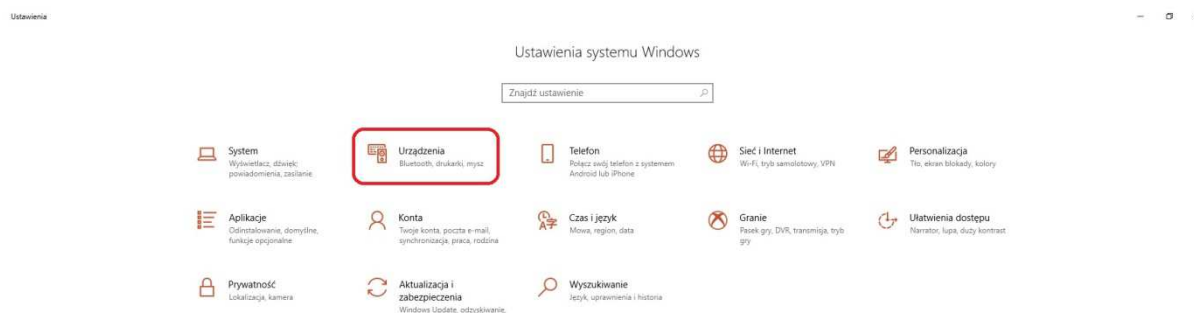 Ustawienia
Ustawienia systemu Windows
Znajdź ustawienie
System
Wyświetlacz, dźwięk,
powiadomienia, zasilanie
Urządzenia
Bluetooth, drukarki, mysz
Telefon
Połącz swój telefon z systemem
Android lub iPhone
Sieć i Internet
Wi-Fi, tryb samolotowy, VPN
Personalizacja
Tło, ekran blokady, kolory
Aplikacje
Odinstalowanie, domyślne,
funkcje opcjonalne
Konta
Twoje konta, poczta e-mail,
synchronizacja, praca, rodzina
Czas i język
Mowa, region, data
Granie
Pasek gry, DVR, transmisja, tryb
gry
Ułatwienia dostępu
Narrator, lupa, duży kontrast
Prywatność
Lokalizacja, kamera
Aktualizacja i
zabezpieczenia
Windows Update, odzyskiwanie,
Wyszukiwanie
Język, uprawnienia i historia